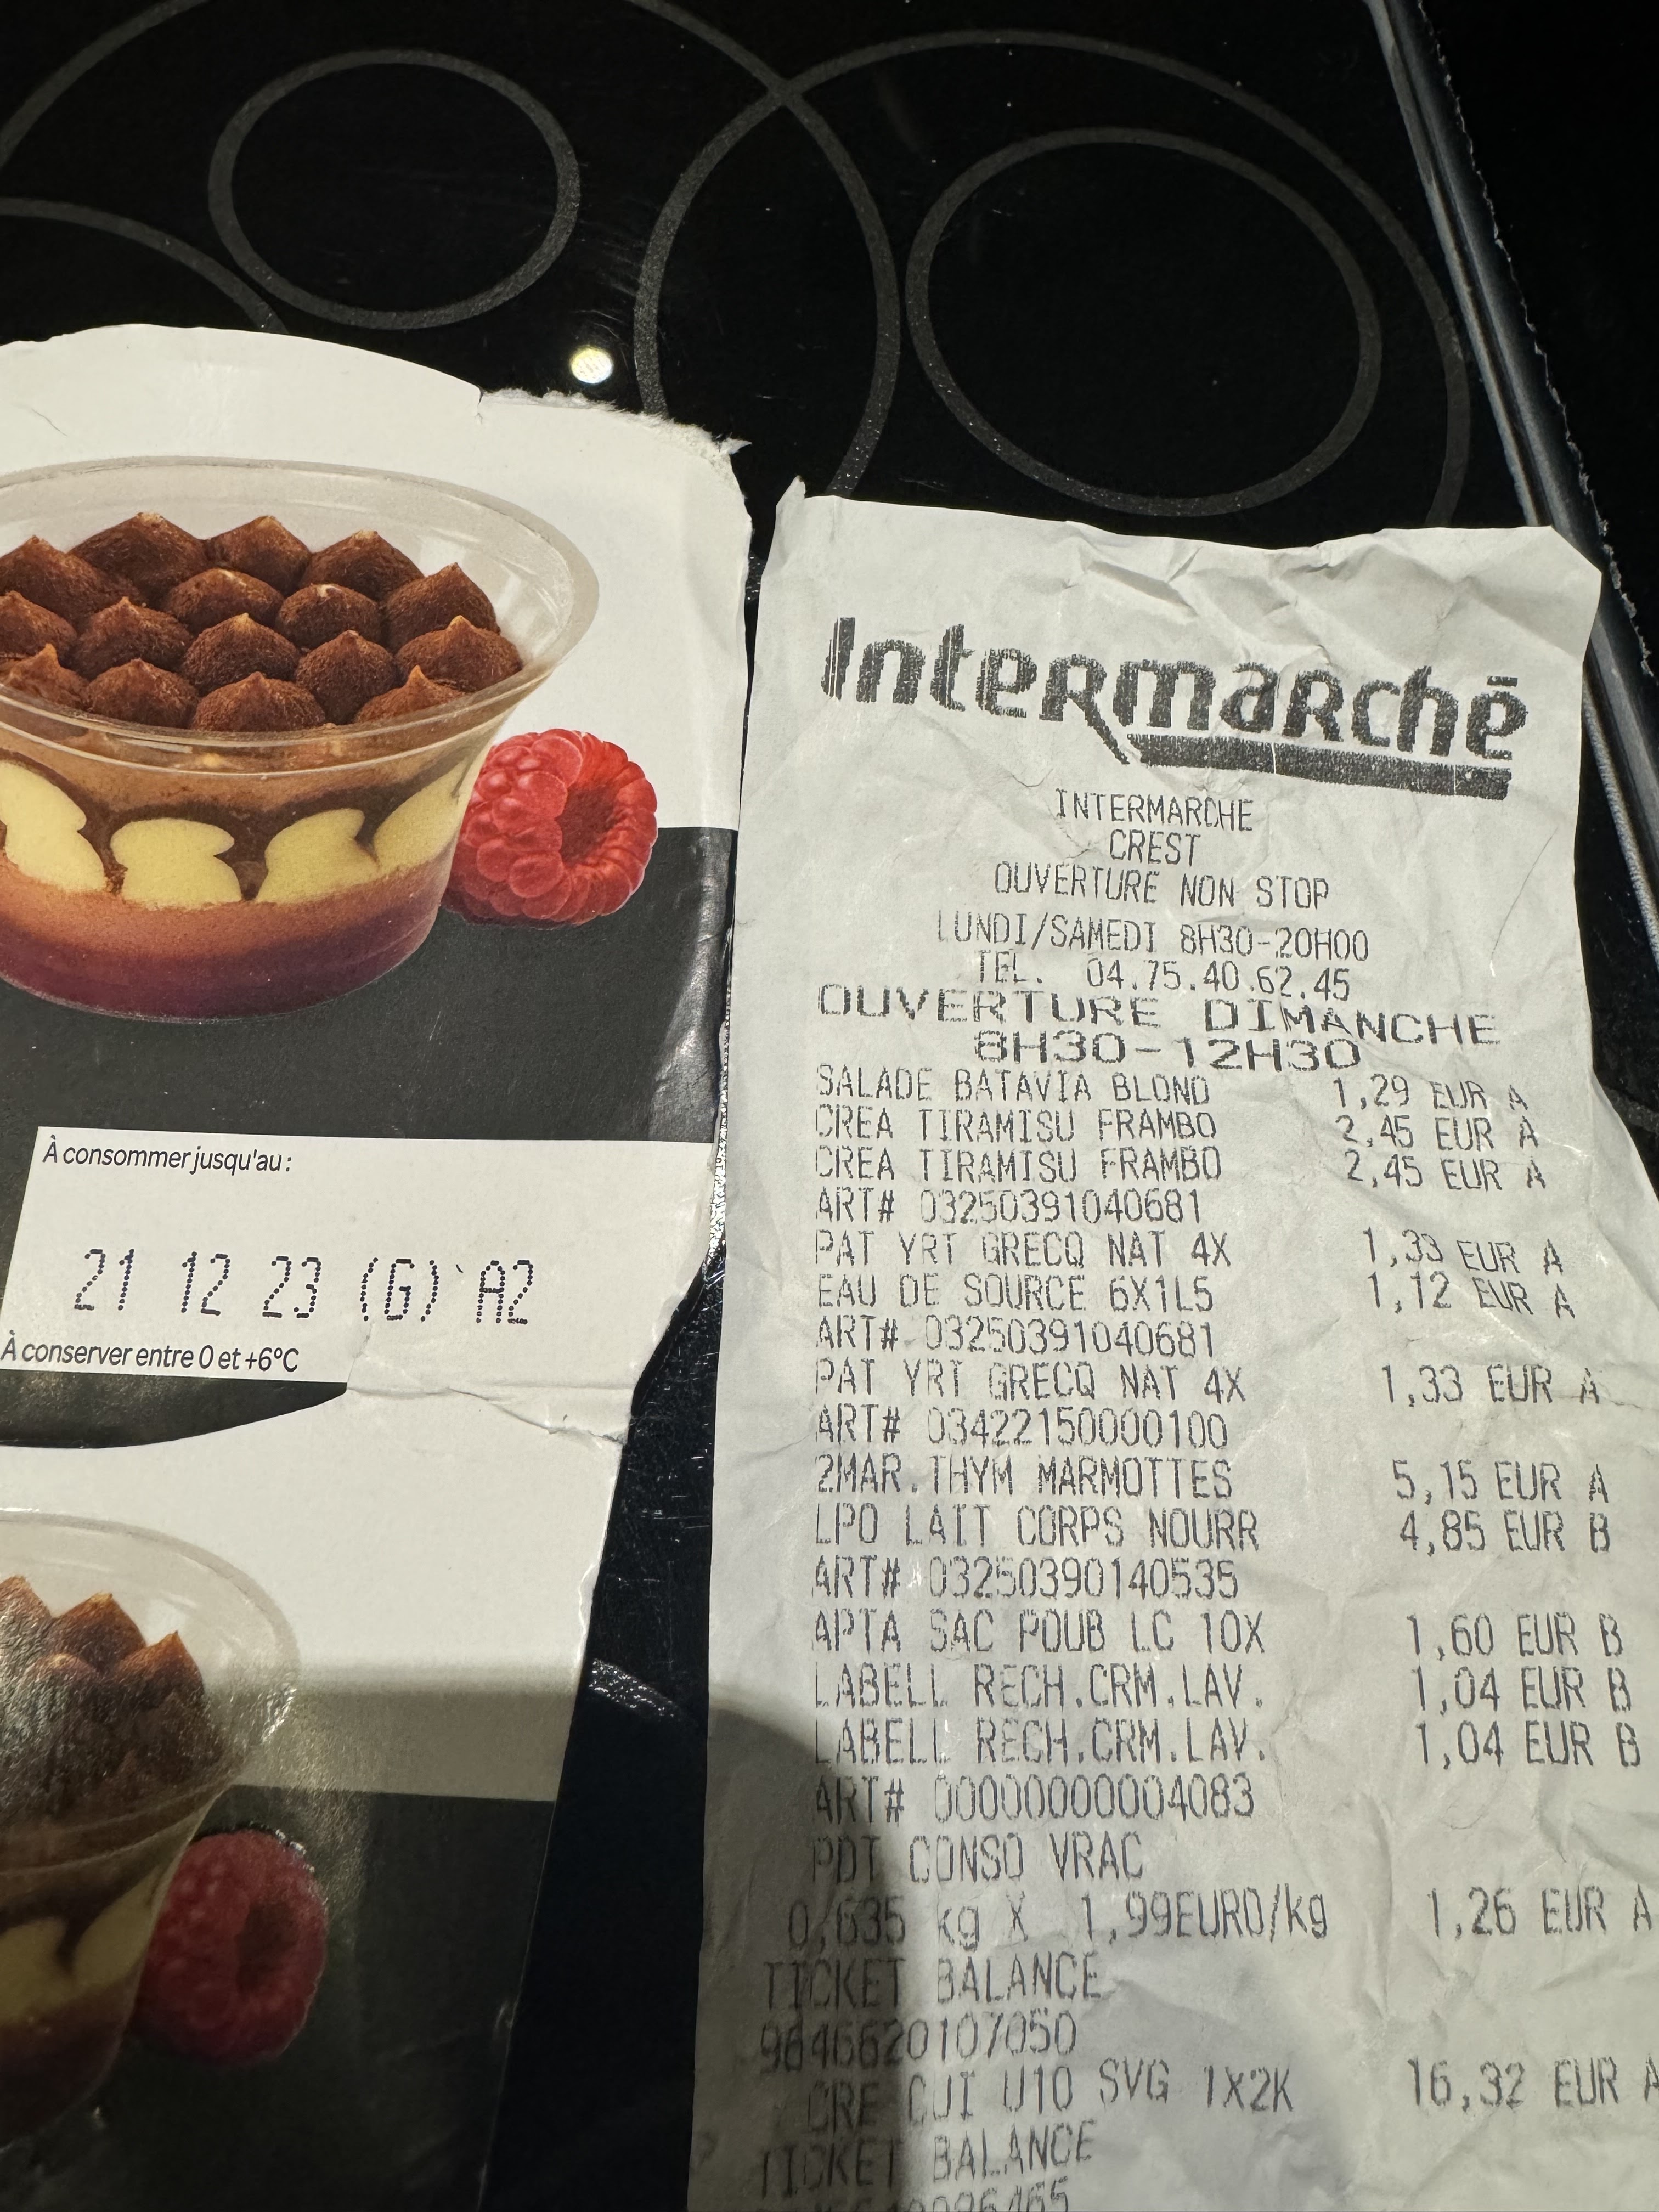 À consommer jusqu'au :
21 12 23 (G) A2
À conserver entre 0 et +6°C
Intermarchē
INTERMARCHE
CREST
OUVERTURE NON STOP
LUNDI/SAMEDI 8H30-20H00
TEL. 04.75.40.62.45
OUVERTURE DIMANCHE
8H30-12H30
SALADE BATAVIA BLOND 1,29 EUR A
CREA TIRAMISU FRAMBO 2,45 EUR A
CREA TIRAMISU FRAMBO 2,45 EUR A
ART# 03250391040681
PAT YRT GRECQ NAT 4X 1,33 EUR A
EAU DE SOURCE 6X1L5 1,12 EUR A
ART# 03250391040681
PAT YRT GRECQ NAT 4X 1,33 EUR A
ART# 03422150000100
2MAR.THYM MARMOTTES 5,15 EUR A
LPO LAIT CORPS NOURR 4,85 EUR B
ART# 03250390140535
APTA SAC POUB LC 10X 1,60 EUR B
LABELL RECH.CRM.LAV. 1,04 EUR B
LABELL RECH.CRM.LAV. 1,04 EUR B
ART# 00000000004083
PDT CONSO VRAC
0,635 kg X 1,99EURO/kg 1,26 EUR A
TICKET BALANCE
9646620107050
CRE CUI U10 SVG 1X2K 16,32 EUR A
TICKET BALANCE